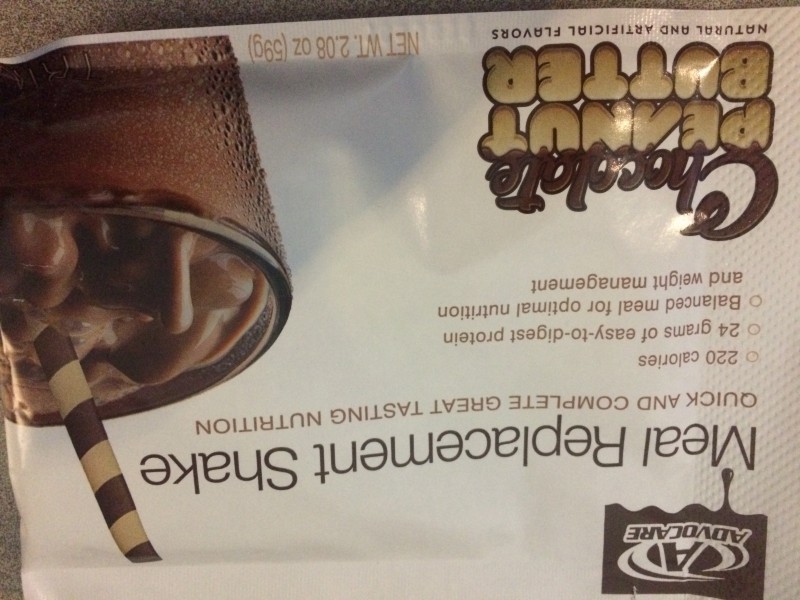 ADVOCARE
Meal Replacement Shake
QUICK AND COMPLETE GREAT TASTING NUTRITION
220 calories
24 grams of easy-to-digest protein
Balanced meal for optimal nutrition
and weight management
Chocolate
PEANUT
BUTTER
NATURAL AND ARTIFICIAL FLAVORS
NET WT. 2.08 oz (59g)